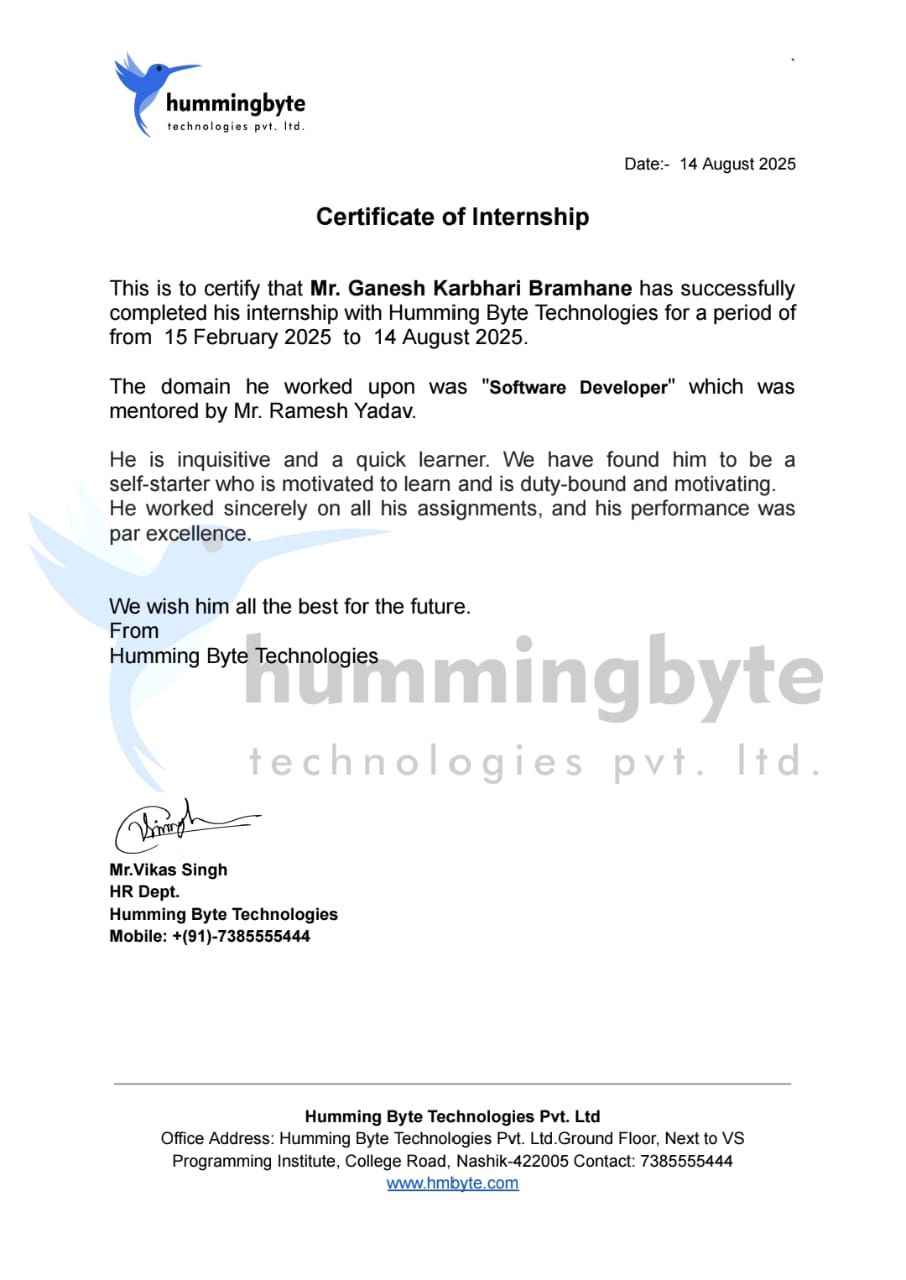 hummingbyte
technologies pvt. ltd.
Date:-  14 August 2025
Certificate of Internship
This is to certify that Mr. Ganesh Karbhari Bramhane has successfully
completed his internship with Humming Byte Technologies for a period of
from  15 February 2025  to  14 August 2025.
The domain he worked upon was "Software Developer" which was
mentored by Mr. Ramesh Yadav.
He is inquisitive and a quick learner. We have found him to be a
self-starter who is motivated to learn and is duty-bound and motivating.
He worked sincerely on all his assignments, and his performance was
par excellence.
We wish him all the best for the future.
From
Humming Byte Technologies
hummingbyte
technologies pvt. ltd.
VSingh
Mr.Vikas Singh
HR Dept.
Humming Byte Technologies
Mobile: +(91)-7385555444
Humming Byte Technologies Pvt. Ltd
Office Address: Humming Byte Technologies Pvt. Ltd.Ground Floor, Next to VS
Programming Institute, College Road, Nashik-422005 Contact: 7385555444
www.hmbyte.com